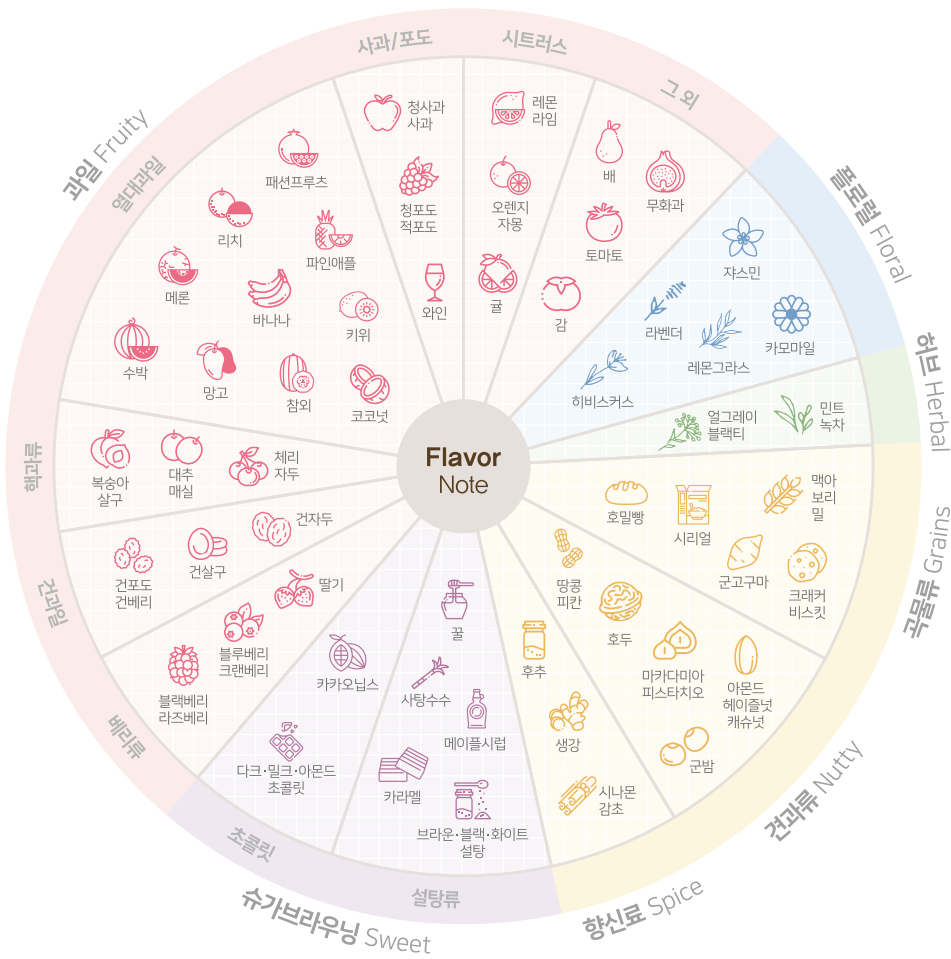 Flavor
Note
과일 Fruity
사과/포도
청사과
사과
청포도
적포도
와인
시트러스
레몬
라임
오렌지
자몽
귤
그 외
배
무화과
토마토
감
플로럴 Floral
쟈스민
라벤더
레몬그라스
카모마일
히비스커스
허브 Herbal
얼그레이
블랙티
민트
녹차
곡물류 Grains
호밀빵
시리얼
맥아
보리
밀
군고구마
크래커
비스킷
견과류 Nutty
땅콩
피칸
호두
마카다미아
피스타치오
아몬드
헤이즐넛
캐슈넛
군밤
향신료 Spice
후추
생강
시나몬
감초
슈가브라우닝 Sweet
설탕류
꿀
사탕수수
메이플시럽
카라멜
브라운·블랙·화이트
설탕
초콜릿
카카오닙스
다크·밀크·아몬드
초콜릿
베리류
딸기
블루베리
크랜베리
블랙베리
라즈베리
건과일
건자두
건살구
건포도
건베리
핵과류
복숭아
살구
대추
매실
체리
자두
열대과일
패션프루츠
리치
파인애플
메론
바나나
키위
수박
망고
참외
코코넛